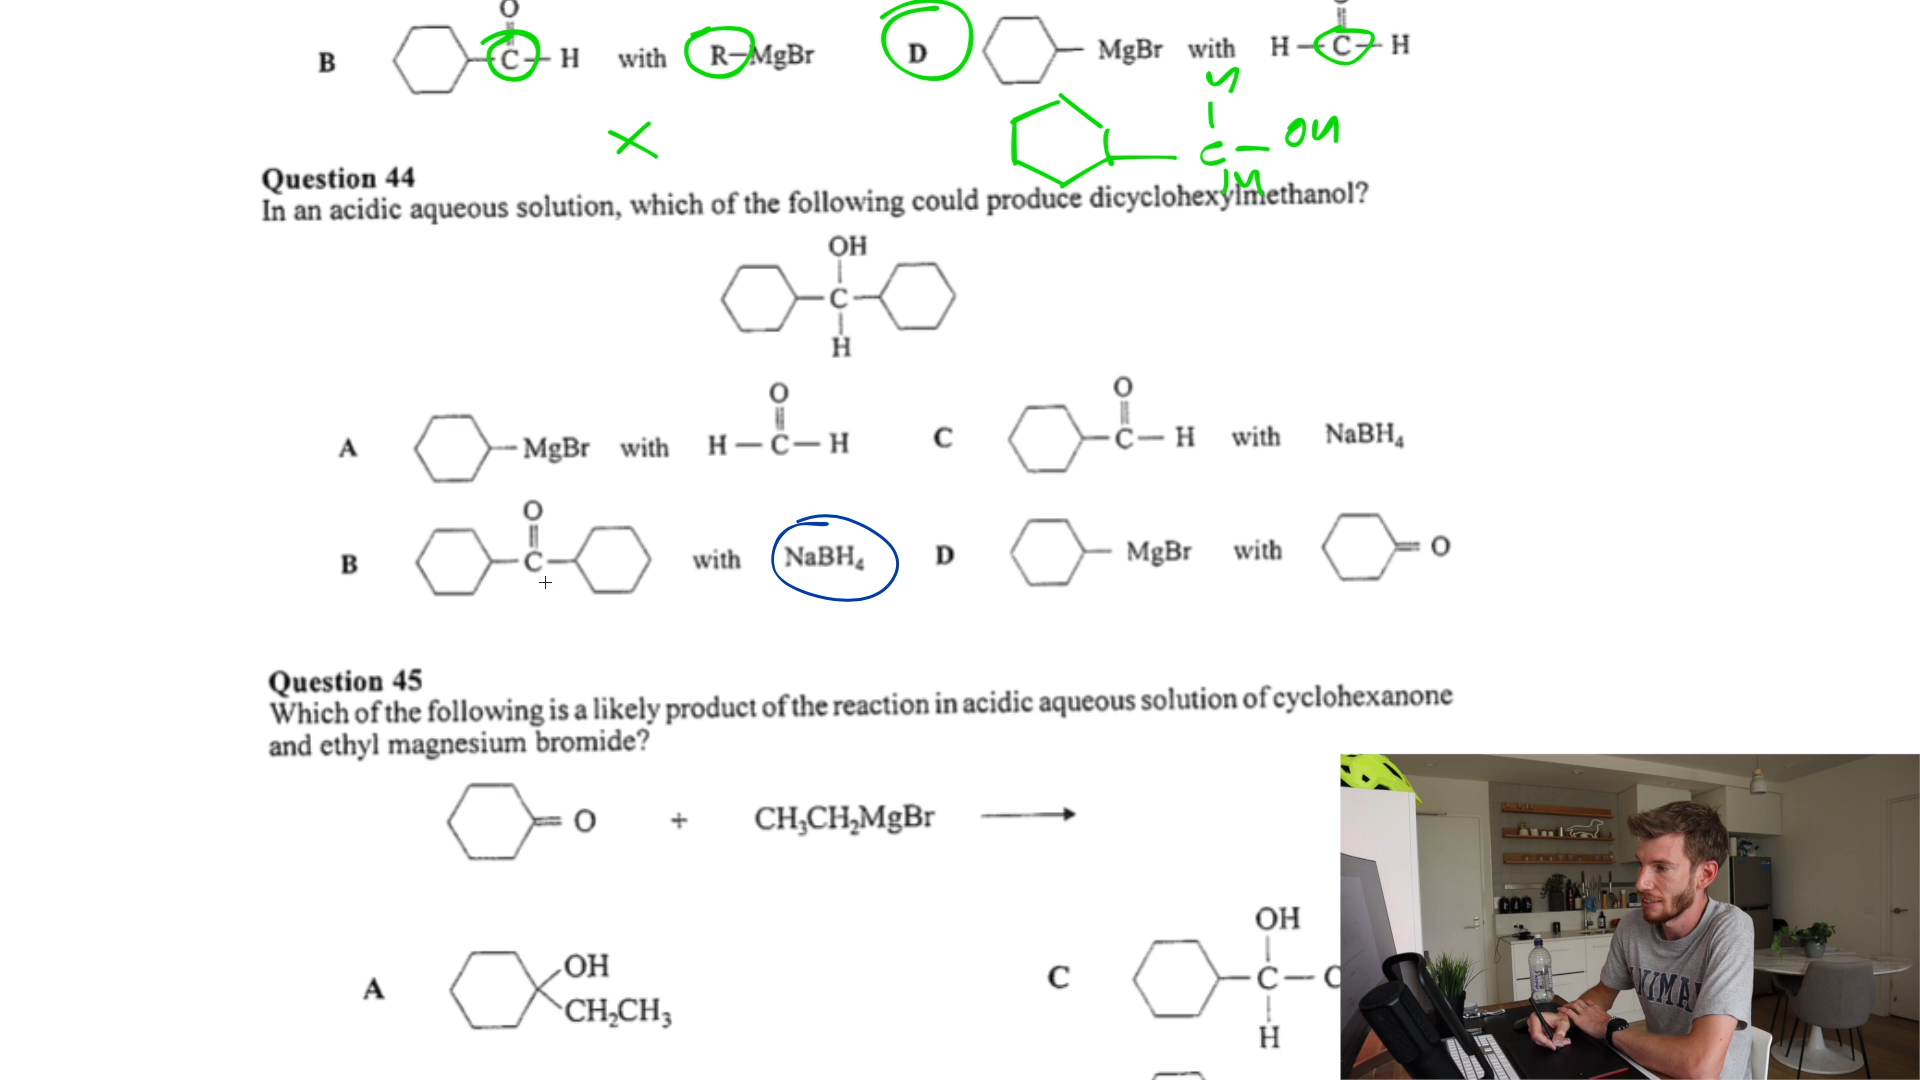 O
B C — H with R—MgBr D MgBr with H — C — H
H
C — OH
H
Question 44
In an acidic aqueous solution, which of the following could produce dicyclohexylmethanol?
OH
C
H
O
A MgBr with H — C — H
O
C C — H with NaBH₄
O
B C with NaBH₄
D MgBr with O
Question 45
Which of the following is a likely product of the reaction in acidic aqueous solution of cyclohexanone
and ethyl magnesium bromide?
O + CH₃CH₂MgBr ⟶
A OH
CH₂CH₃
OH
C C — C
H